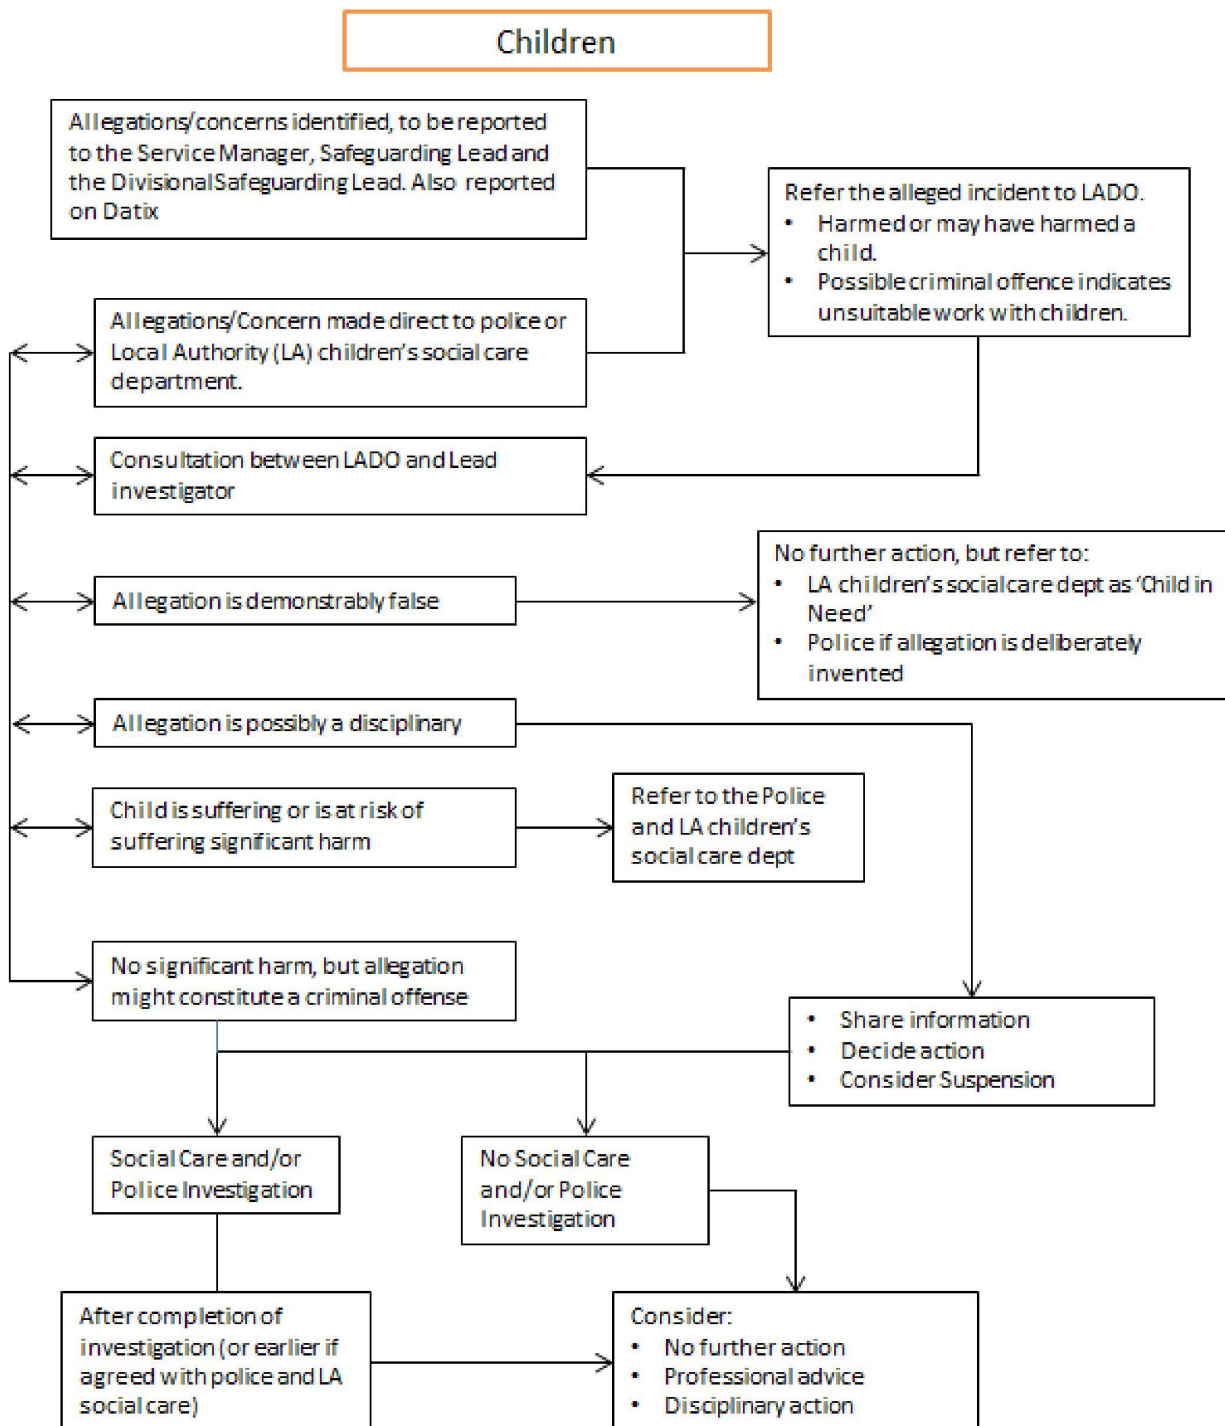 Children
Allegations/concerns identified, to be reported
to the Service Manager, Safeguarding Lead and
the Divisional Safeguarding Lead. Also reported
on Datix
Refer the alleged incident to LADO.
• Harmed or may have harmed a
child.
• Possible criminal offence indicates
unsuitable work with children.
Allegations/Concern made direct to police or
Local Authority (LA) children's social care
department.
Consultation between LADO and Lead
investigator
No further action, but refer to:
• LA children's social care dept as 'Child in
Need'
• Police if allegation is deliberately
invented
Allegation is demonstrably false
Allegation is possibly a disciplinary
Child is suffering or is at risk of
suffering significant harm
Refer to the Police
and LA children's
social care dept
No significant harm, but allegation
might constitute a criminal offense
• Share information
• Decide action
• Consider Suspension
Social Care and/or
Police Investigation
No Social Care
and/or Police
Investigation
After completion of
investigation (or earlier if
agreed with police and LA
social care)
Consider:
• No further action
• Professional advice
• Disciplinary action